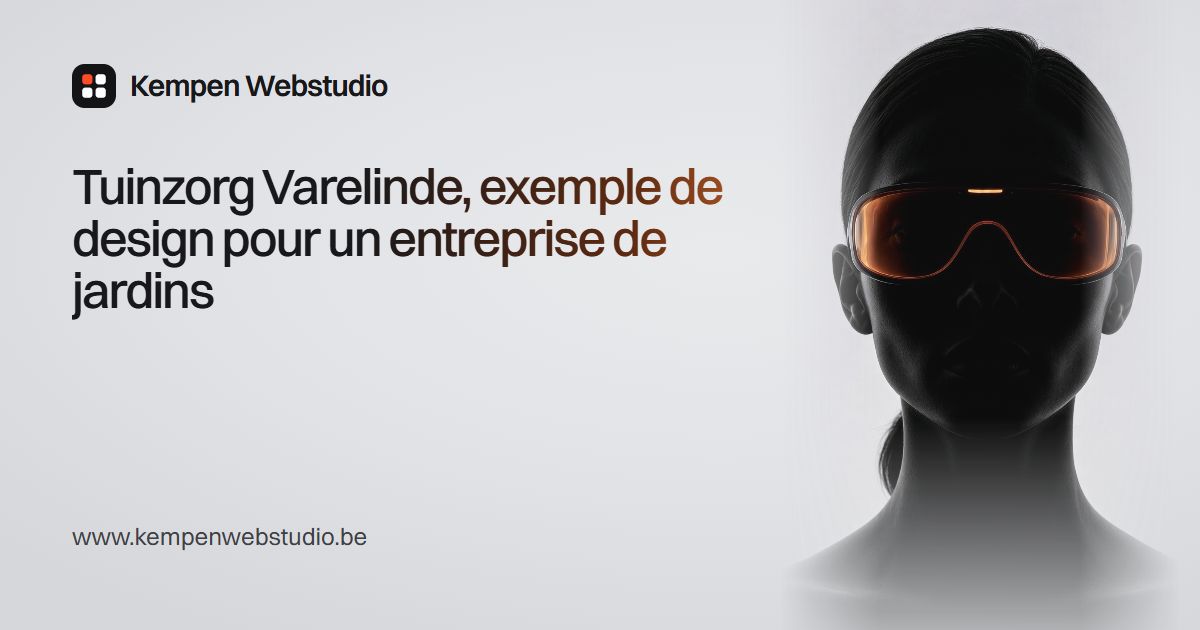 Kempen Webstudio
Tuinzorg Varelinde, exemple de
design pour un entreprise de
jardins
www.kempenwebstudio.be